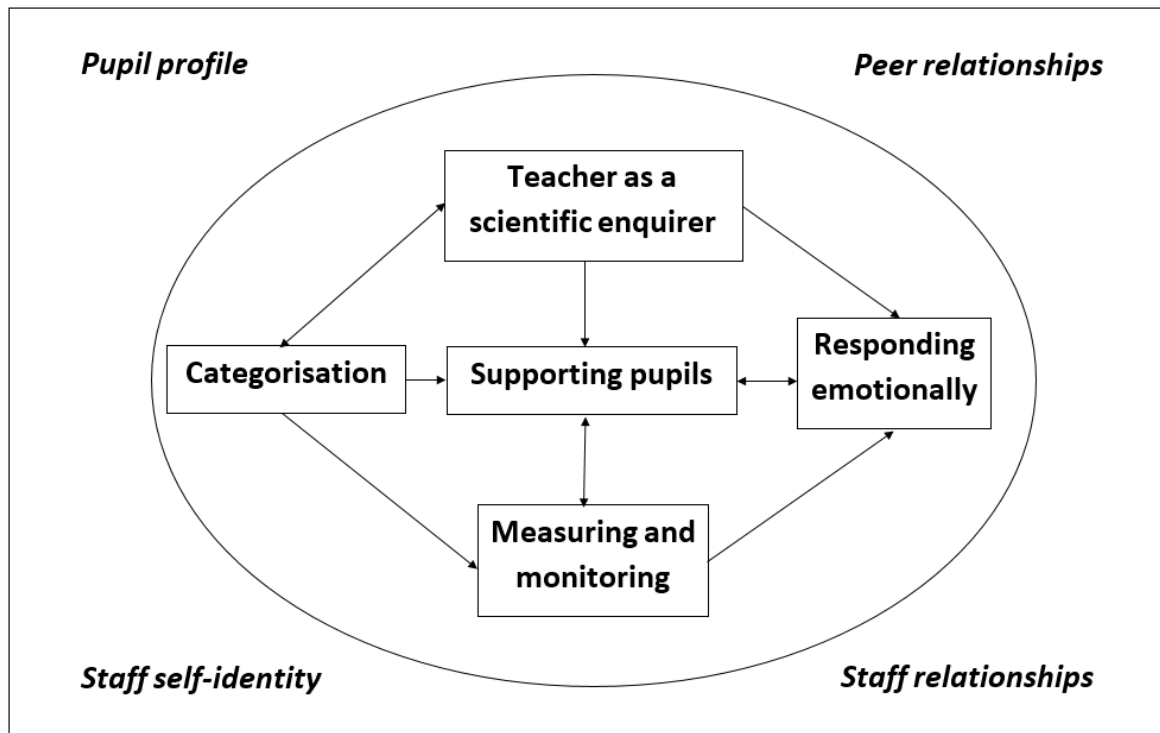 Pupil profile
Peer relationships
Teacher as a
scientific enquirer
Categorisation
Supporting pupils
Responding
emotionally
Measuring and
monitoring
Staff self-identity
Staff relationships